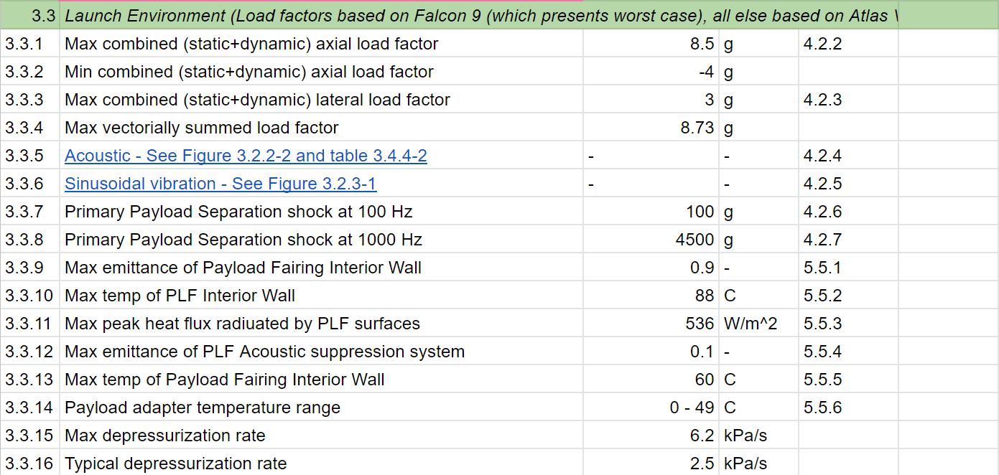 3.3 Launch Environment (Load factors based on Falcon 9 (which presents worst case), all else based on Atlas V
3.3.1 Max combined (static+dynamic) axial load factor 8.5 g 4.2.2
3.3.2 Min combined (static+dynamic) axial load factor -4 g
3.3.3 Max combined (static+dynamic) lateral load factor 3 g 4.2.3
3.3.4 Max vectorially summed load factor 8.73 g
3.3.5 Acoustic - See Figure 3.2.2-2 and table 3.4.4-2 - - 4.2.4
3.3.6 Sinusoidal vibration - See Figure 3.2.3-1 - - 4.2.5
3.3.7 Primary Payload Separation shock at 100 Hz 100 g 4.2.6
3.3.8 Primary Payload Separation shock at 1000 Hz 4500 g 4.2.7
3.3.9 Max emittance of Payload Fairing Interior Wall 0.9 - 5.5.1
3.3.10 Max temp of PLF Interior Wall 88 C 5.5.2
3.3.11 Max peak heat flux radiuated by PLF surfaces 536 W/m^2 5.5.3
3.3.12 Max emittance of PLF Acoustic suppression system 0.1 - 5.5.4
3.3.13 Max temp of Payload Fairing Interior Wall 60 C 5.5.5
3.3.14 Payload adapter temperature range 0 - 49 C 5.5.6
3.3.15 Max depressurization rate 6.2 kPa/s
3.3.16 Typical depressurization rate 2.5 kPa/s